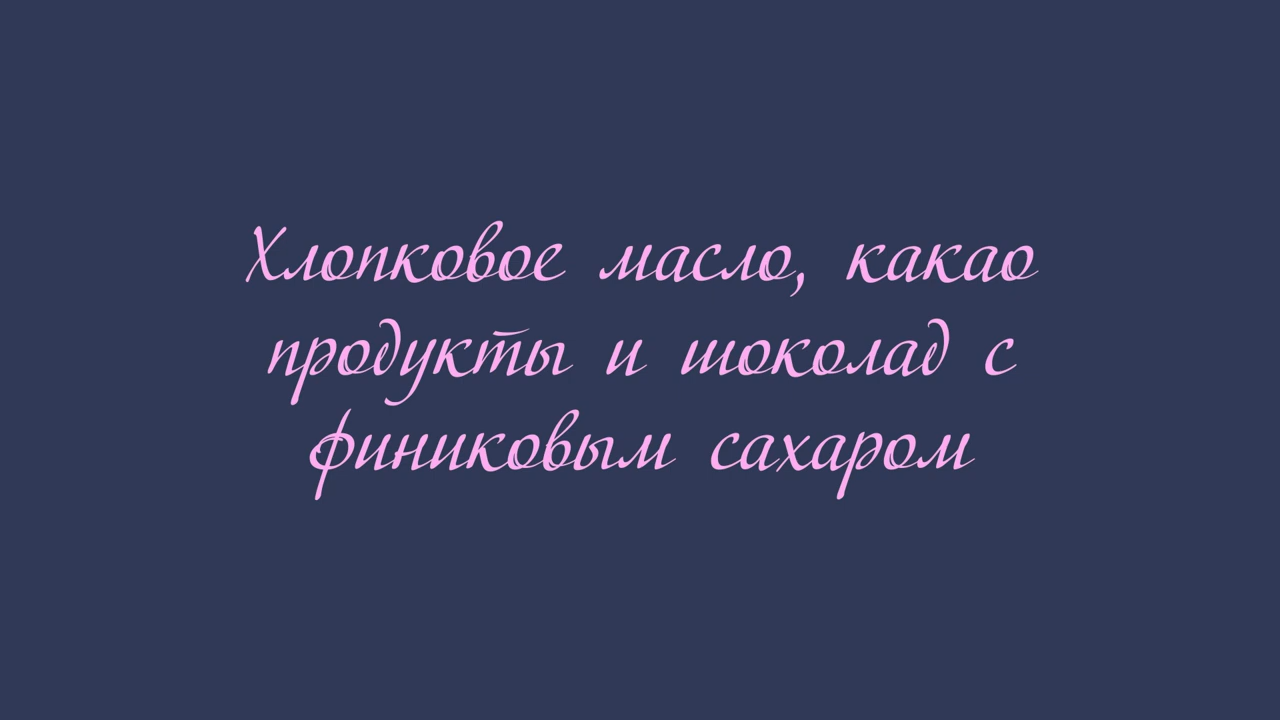 Хлопковое масло, какао
продукты и шоколад с
финиковым сахаром